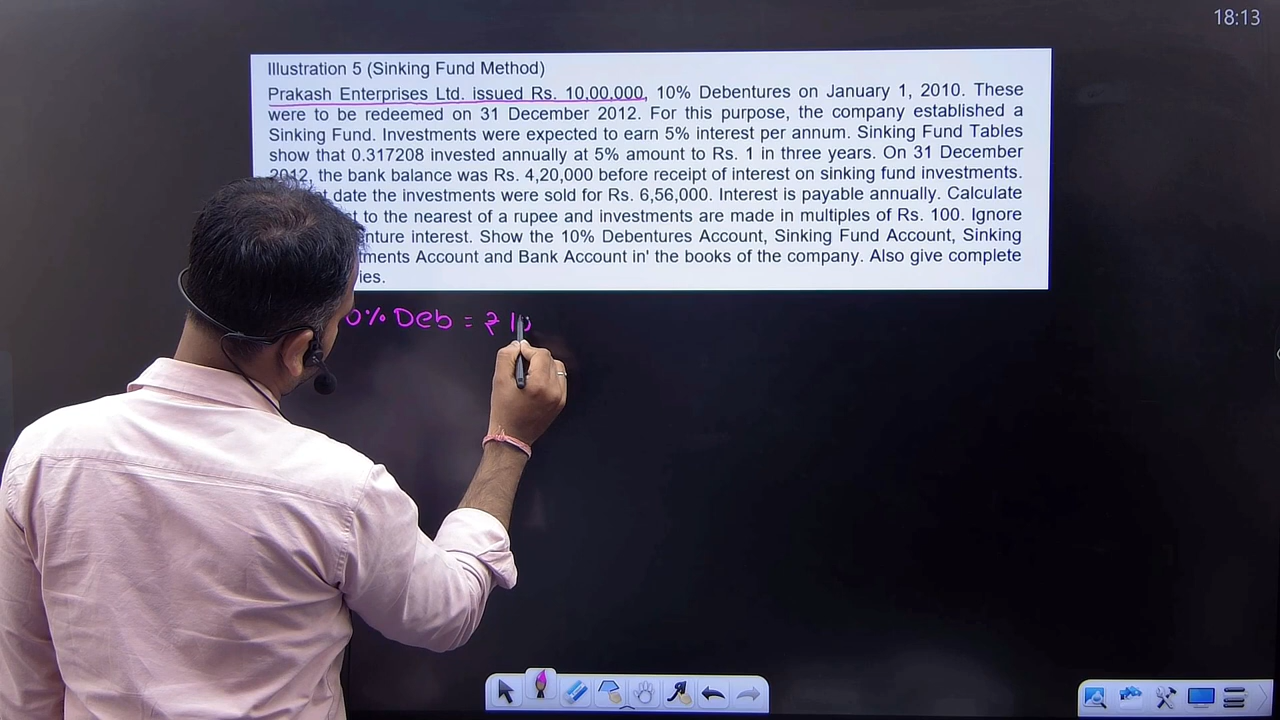 18:13
Illustration 5 (Sinking Fund Method)
Prakash Enterprises Ltd. issued Rs. 10,00,000, 10% Debentures on January 1, 2010. These
were to be redeemed on 31 December 2012. For this purpose, the company established a
Sinking Fund. Investments were expected to earn 5% interest per annum. Sinking Fund Tables
show that 0.317208 invested annually at 5% amount to Rs. 1 in three years. On 31 December
2012, the bank balance was Rs. 4,20,000 before receipt of interest on sinking fund investments.
date the investments were sold for Rs. 6,56,000. Interest is payable annually. Calculate
to the nearest of a rupee and investments are made in multiples of Rs. 100. Ignore
interest. Show the 10% Debentures Account, Sinking Fund Account, Sinking
Account and Bank Account in' the books of the company. Also give complete
0% Deb = ₹ 10